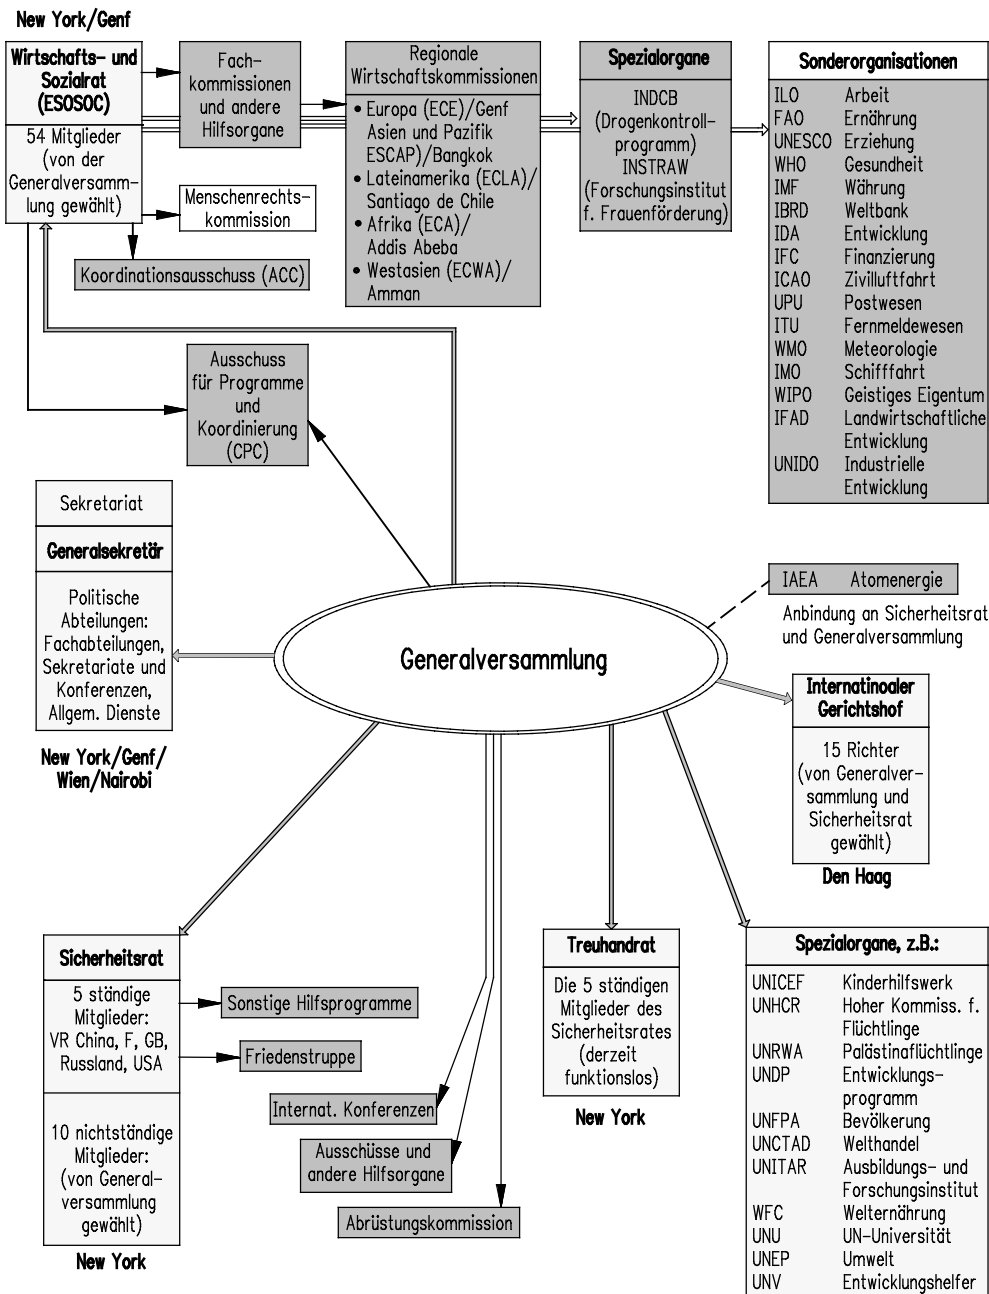 New York/Genf
Wirtschafts- und
Sozialrat
(ESOSOC)
54 Mitglieder
(von der
Generalversamm-
lung gewählt)
Fach-
kommissionen
und andere
Hilfsorgane
Menschenrechts-
kommission
Koordinationsausschuss (ACC)
Regionale
Wirtschaftskommissionen
• Europa (ECE)/Genf
Asien und Pazifik
ESCAP)/Bangkok
• Lateinamerika (ECLA)/
Santiago de Chile
• Afrika (ECA)/
Addis Abeba
• Westasien (ECWA)/
Amman
Spezialorgane
INDCB
(Drogenkontroll-
programm)
INSTRAW
(Forschungsinstitut
f. Frauenförderung)
Sonderorganisationen
ILO Arbeit
FAO Ernährung
UNESCO Erziehung
WHO Gesundheit
IMF Währung
IBRD Weltbank
IDA Entwicklung
IFC Finanzierung
ICAO Zivilluftfahrt
UPU Postwesen
ITU Fernmeldewesen
WMO Meteorologie
IMO Schifffahrt
WIPO Geistiges Eigentum
IFAD Landwirtschaftliche
Entwicklung
UNIDO Industrielle
Entwicklung
Ausschuss
für Programme
und
Koordinierung
(CPC)
Sekretariat
Generalsekretär
Politische
Abteilungen:
Fachabteilungen,
Sekretariate und
Konferenzen,
Allgem. Dienste
New York/Genf/
Wien/Nairobi
Generalversammlung
IAEA Atomenergie
Anbindung an Sicherheitsrat
und Generalversammlung
Internatinoaler
Gerichtshof
15 Richter
(von Generalver-
sammlung und
Sicherheitsrat
gewählt)
Den Haag
Sicherheitsrat
5 ständige
Mitglieder:
VR China, F, GB,
Russland, USA
10 nichtständige
Mitglieder:
(von General-
versammlung
gewählt)
New York
Sonstige Hilfsprogramme
Friedenstruppe
Internat. Konferenzen
Ausschüsse und
andere Hilfsorgane
Abrüstungskommission
Treuhandrat
Die 5 ständigen
Mitglieder des
Sicherheitsrates
(derzeit
funktionslos)
New York
Spezialorgane, z.B.:
UNICEF Kinderhilfswerk
UNHCR Hoher Kommiss. f.
Flüchtlinge
UNRWA Palästinaflüchtlinge
UNDP Entwicklungs-
programm
UNFPA Bevölkerung
UNCTAD Welthandel
UNITAR Ausbildungs- und
Forschungsinstitut
WFC Welternährung
UNU UN-Universität
UNEP Umwelt
UNV Entwicklungshelfer